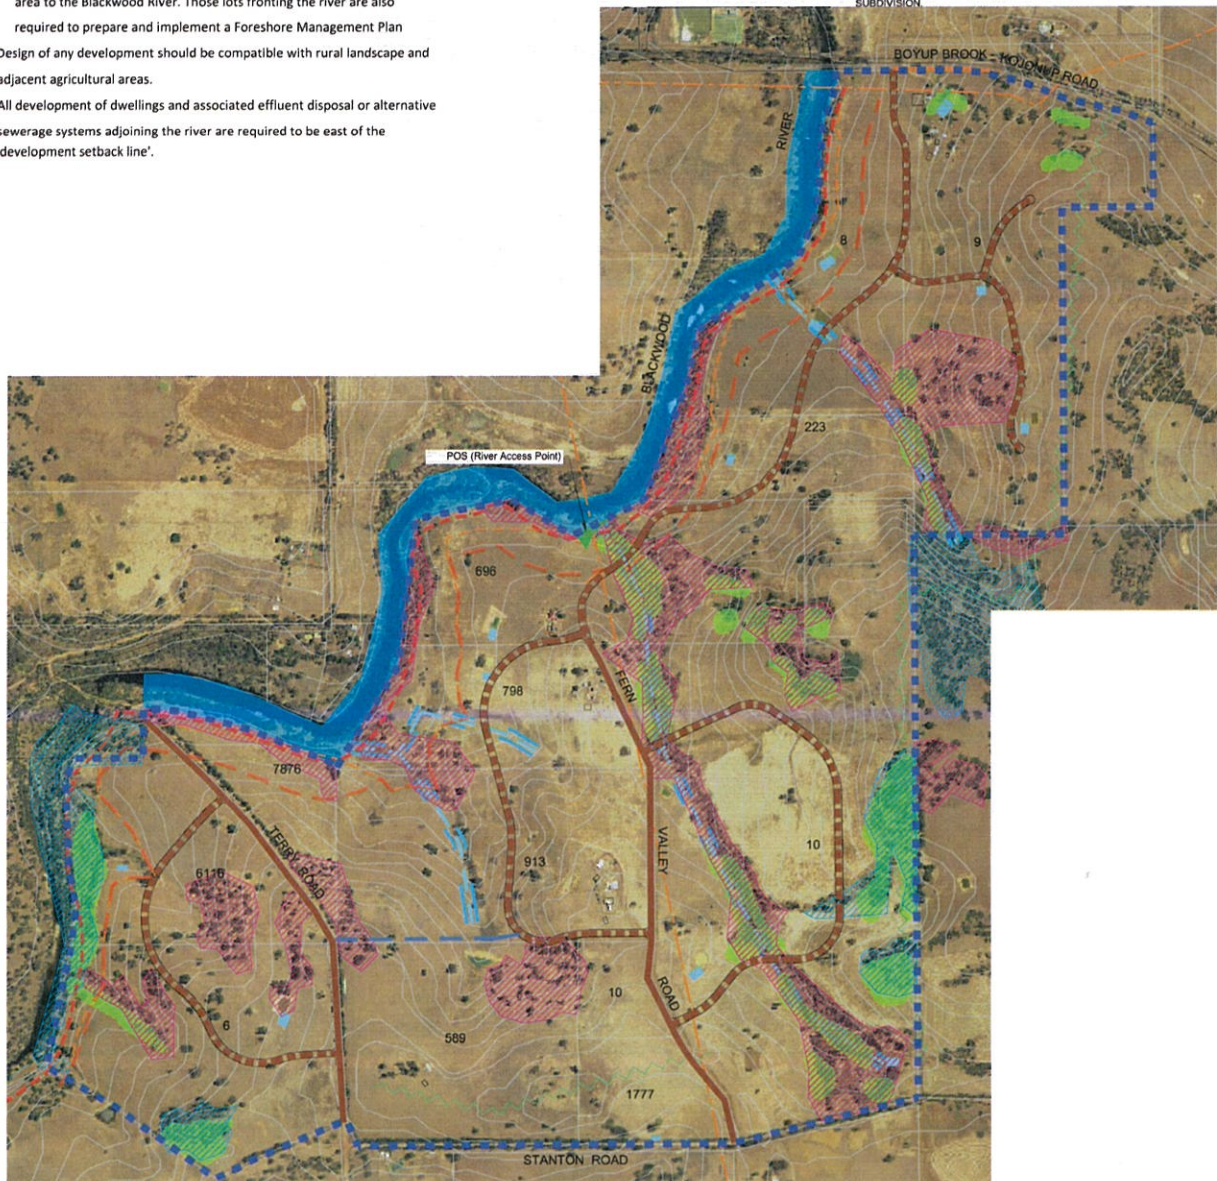 area to the Blackwood River. Those lots fronting the river are also
required to prepare and implement a Foreshore Management Plan
Design of any development should be compatible with rural landscape and
adjacent agricultural areas.
All development of dwellings and associated effluent disposal or alternative
sewerage systems adjoining the river are required to be east of the
development setback line'.
SUBDIVISION.
BOYUP BROOK - KOJONUP ROAD
RIVER
8
9
BLACKWOOD
223
POS (River Access Point)
696
798
FERN
7876
TERRY ROAD
VALLEY
10
913
6116
ROAD
10
6
589
1777
STANTON ROAD